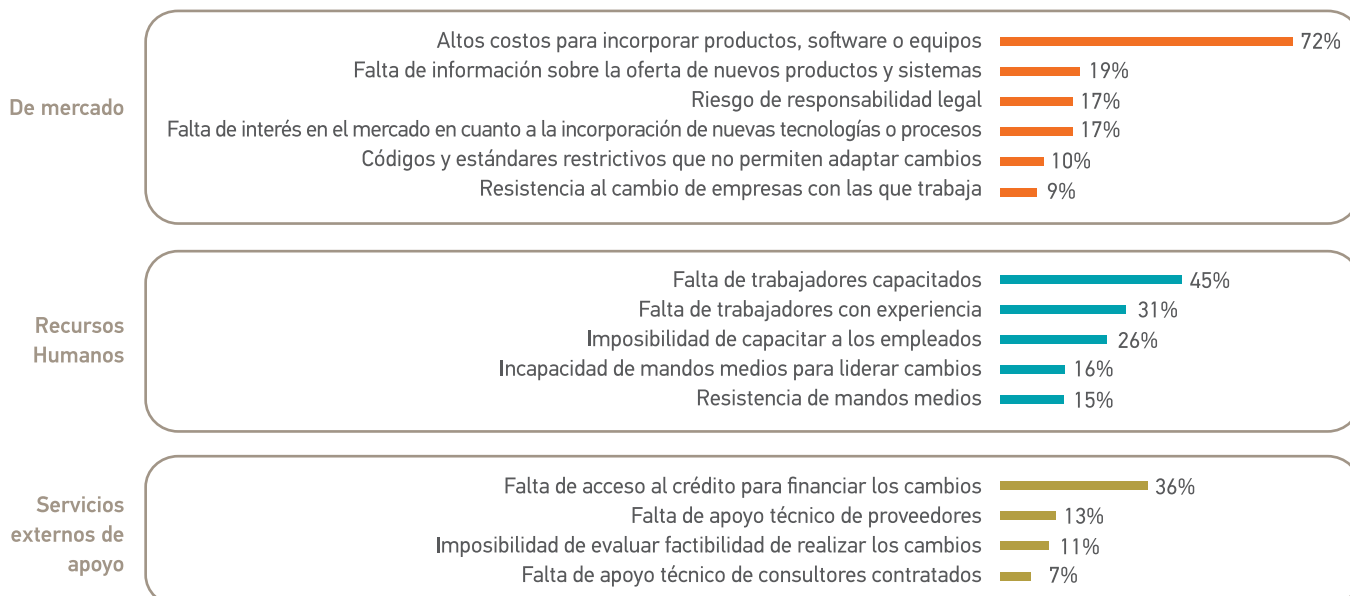 De mercado
Altos costos para incorporar productos, software o equipos 72%
Falta de información sobre la oferta de nuevos productos y sistemas 19%
Riesgo de responsabilidad legal 17%
Falta de interés en el mercado en cuanto a la incorporación de nuevas tecnologías o procesos 17%
Códigos y estándares restrictivos que no permiten adaptar cambios 10%
Resistencia al cambio de empresas con las que trabaja 9%
Recursos
Humanos
Falta de trabajadores capacitados 45%
Falta de trabajadores con experiencia 31%
Imposibilidad de capacitar a los empleados 26%
Incapacidad de mandos medios para liderar cambios 16%
Resistencia de mandos medios 15%
Servicios
externos de
apoyo
Falta de acceso al crédito para financiar los cambios 36%
Falta de apoyo técnico de proveedores 13%
Imposibilidad de evaluar factibilidad de realizar los cambios 11%
Falta de apoyo técnico de consultores contratados 7%